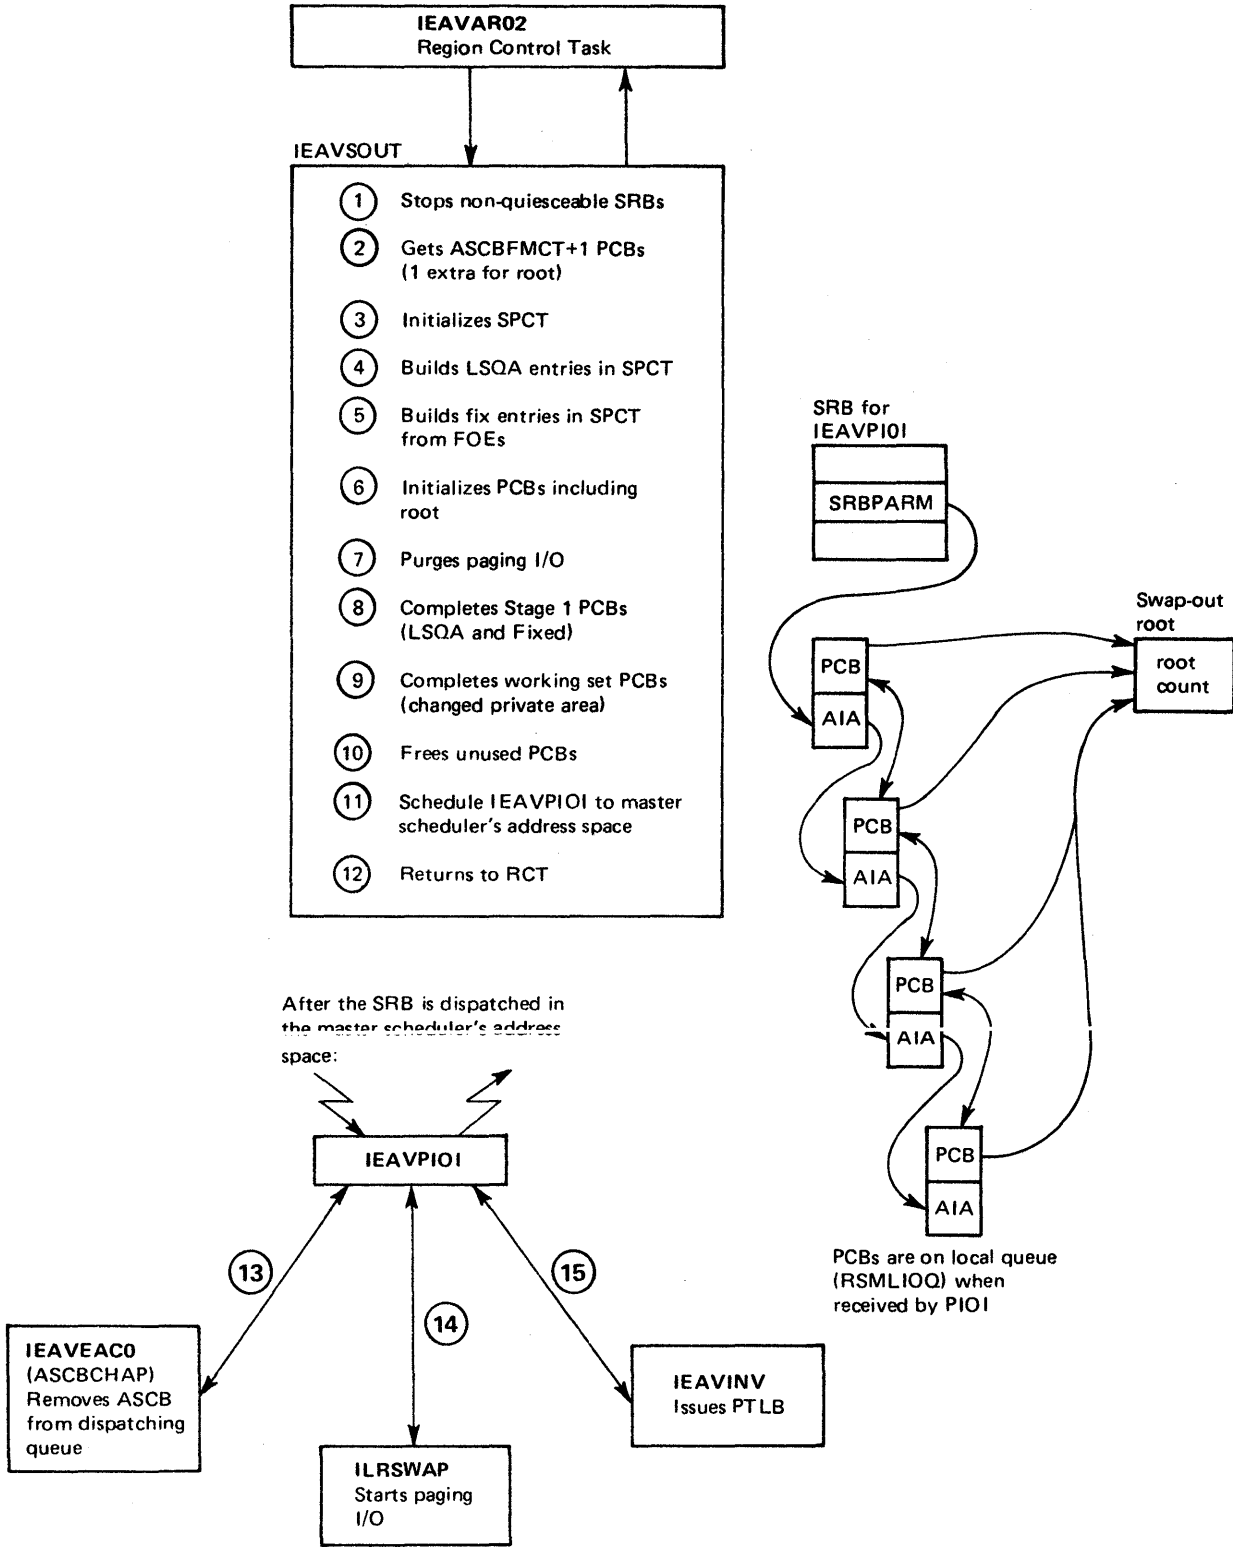 IEAVAR02
Region Control Task
IEAVSOUT
1 Stops non-quiesceable SRBs
2 Gets ASCBFMCT+1 PCBs
(1 extra for root)
3 Initializes SPCT
4 Builds LSQA entries in SPCT
5 Builds fix entries in SPCT
from FOEs
6 Initializes PCBs including
root
7 Purges paging I/O
8 Completes Stage 1 PCBs
(LSQA and Fixed)
9 Completes working set PCBs
(changed private area)
10 Frees unused PCBs
11 Schedule IEAVPIOI to master
scheduler's address space
12 Returns to RCT
SRB for
IEAVPI0I
SRBPARM
Swap-out
root
root
count
PCB
AIA
PCB
AIA
PCB
AIA
PCB
AIA
PCBs are on local queue
(RSMLIOQ) when
received by PIOI
After the SRB is dispatched in
the master scheduler's address
space:
IEAVPIOI
13
14
15
IEAVEAC0
(ASCBCHAP)
Removes ASCB
from dispatching
queue
ILRSWAP
Starts paging
I/O
IEAVINV
Issues PTLB